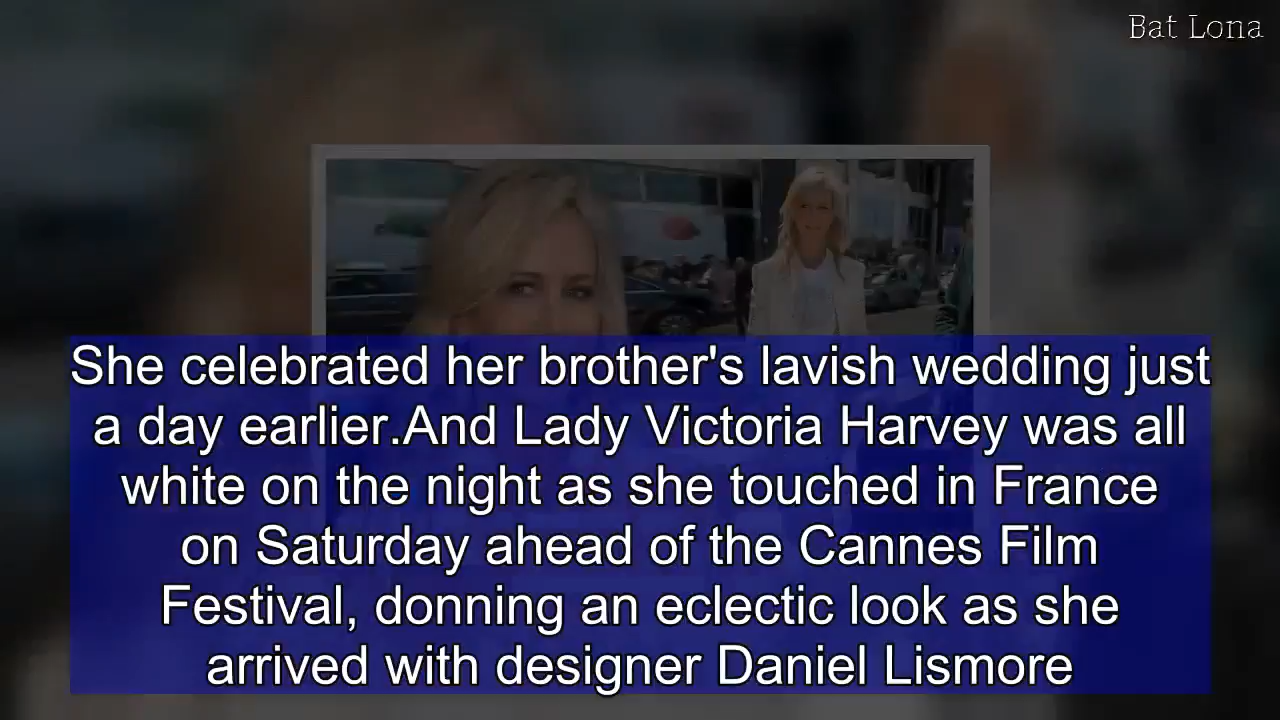 Bat Lona
She celebrated her brother's lavish wedding just
a day earlier.And Lady Victoria Harvey was all
white on the night as she touched in France
on Saturday ahead of the Cannes Film
Festival, donning an eclectic look as she
arrived with designer Daniel Lismore